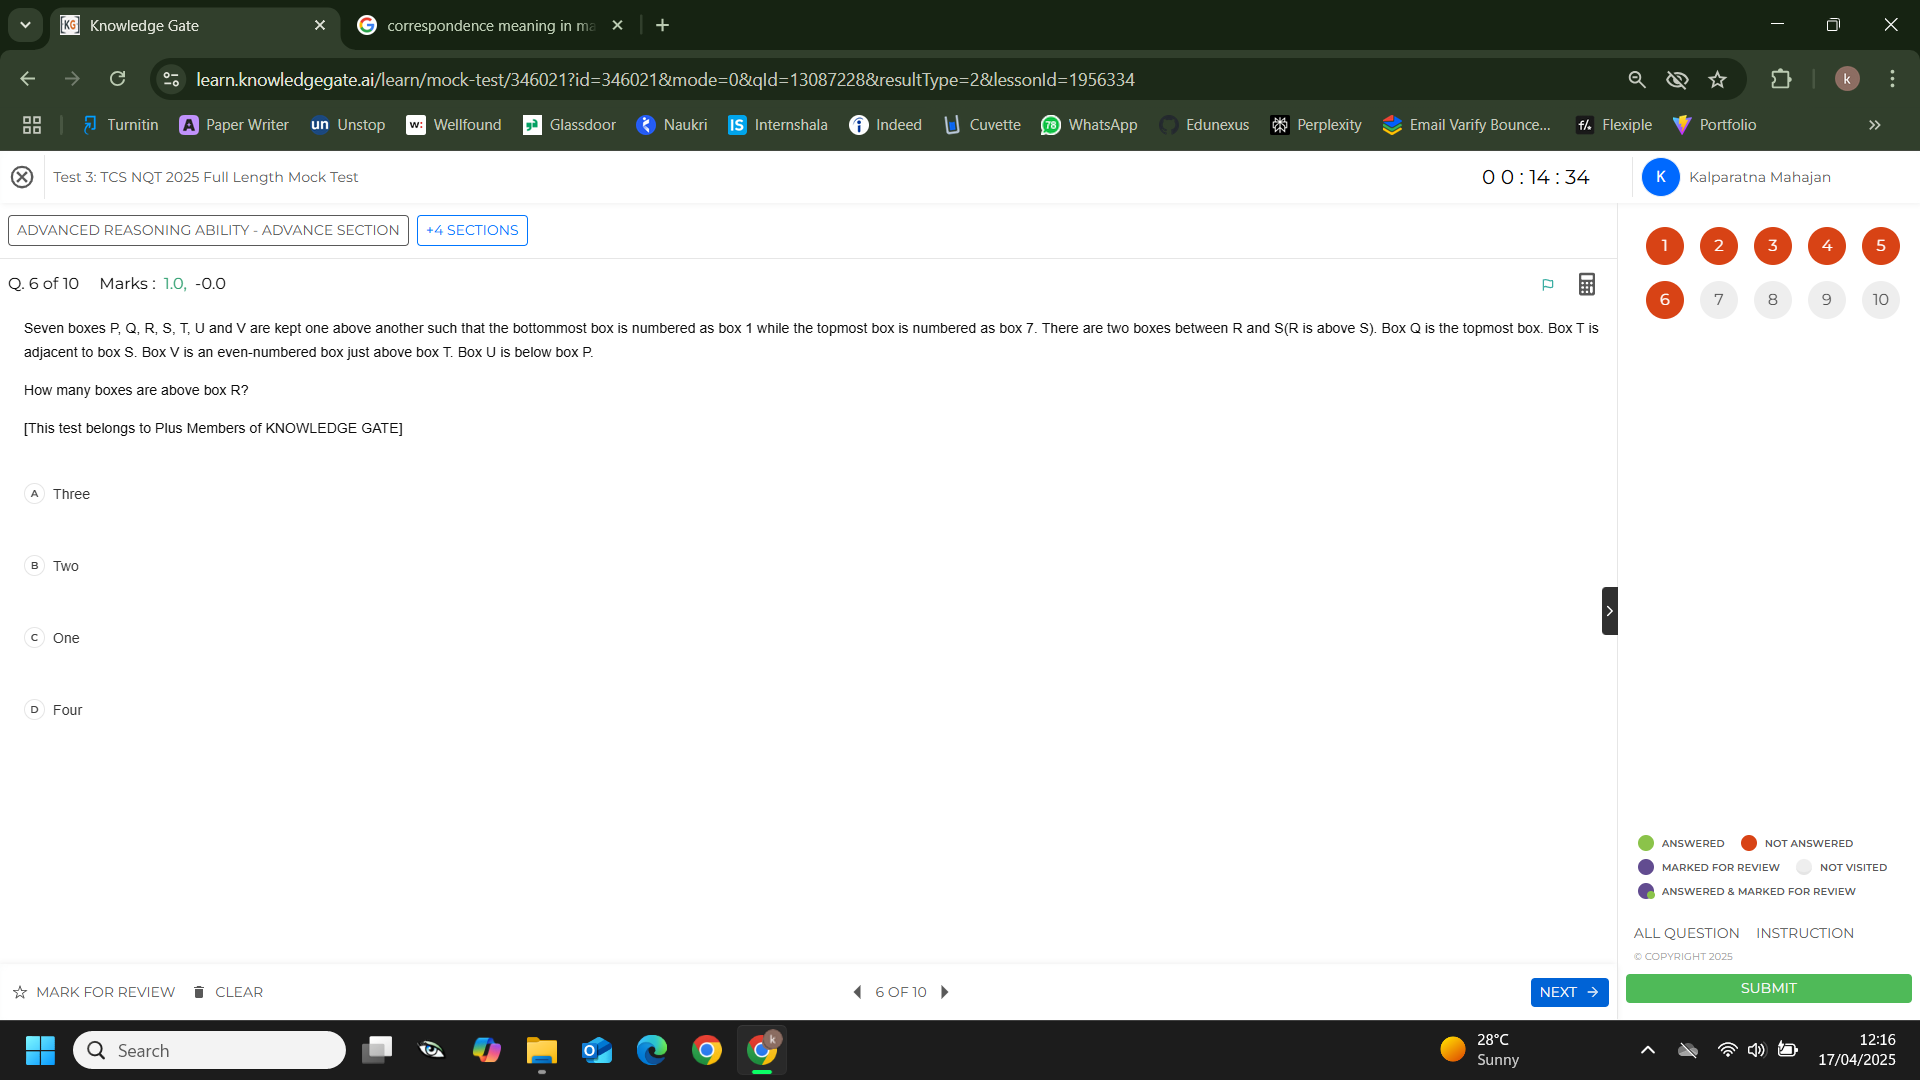 Knowledge Gate
correspondence meaning in ma
learn.knowledgegate.ai/learn/mock-test/346021?id=346021&mode=0&qId=13087228&resultType=2&lessonId=1956334
k
Turnitin
A Paper Writer
un Unstop
w: Wellfound
Glassdoor
Naukri
IS Internshala
Indeed
Cuvette
78 WhatsApp
Edunexus
Perplexity
Email Varify Bounce...
f/. Flexiple
Portfolio
Test 3: TCS NQT 2025 Full Length Mock Test
00:14:34
K Kalparatna Mahajan
ADVANCED REASONING ABILITY - ADVANCE SECTION
+4 SECTIONS
Q. 6 of 10 Marks : 1.0, -0.0
1 2 3 4 5
6 7 8 9 10
Seven boxes P, Q, R, S, T, U and V are kept one above another such that the bottommost box is numbered as box 1 while the topmost box is numbered as box 7. There are two boxes between R and S(R is above S). Box Q is the topmost box. Box T is
adjacent to box S. Box V is an even-numbered box just above box T. Box U is below box P.
How many boxes are above box R?
[This test belongs to Plus Members of KNOWLEDGE GATE]
A Three
B Two
C One
D Four
ANSWERED NOT ANSWERED
MARKED FOR REVIEW NOT VISITED
ANSWERED & MARKED FOR REVIEW
ALL QUESTION INSTRUCTION
© COPYRIGHT 2025
SUBMIT
MARK FOR REVIEW CLEAR
6 OF 10
NEXT
Search
28°C
Sunny
12:16
17/04/2025